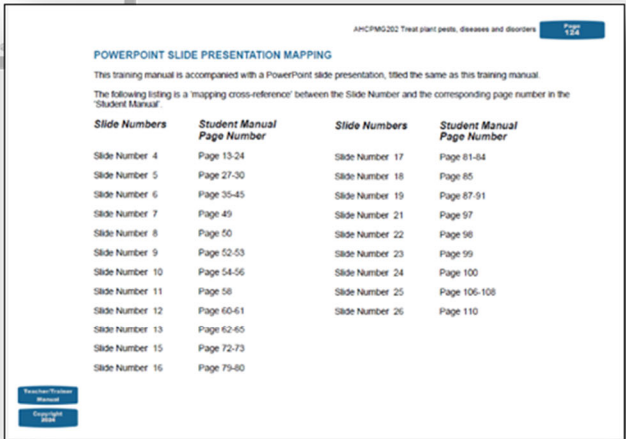 AHCPMG202 Treat plant pests, diseases and disorders
Page
124
POWERPOINT SLIDE PRESENTATION MAPPING
This training manual is accompanied with a PowerPoint slide presentation, titled the same as this training manual.
The following listing is a 'mapping cross-reference' between the Slide Number and the corresponding page number in the
'Student Manual'.
Slide Numbers Student Manual Page Number Slide Numbers Student Manual Page Number
Slide Number 4 Page 13-24 Slide Number 17 Page 81-84
Slide Number 5 Page 27-30 Slide Number 18 Page 85
Slide Number 6 Page 35-45 Slide Number 19 Page 87-91
Slide Number 7 Page 49 Slide Number 21 Page 97
Slide Number 8 Page 50 Slide Number 22 Page 98
Slide Number 9 Page 52-53 Slide Number 23 Page 99
Slide Number 10 Page 54-56 Slide Number 24 Page 100
Slide Number 11 Page 58 Slide Number 25 Page 106-108
Slide Number 12 Page 60-61 Slide Number 26 Page 110
Slide Number 13 Page 62-65
Slide Number 15 Page 72-73
Slide Number 16 Page 79-80
Teacher/Trainer
Manual
Copyright
2024